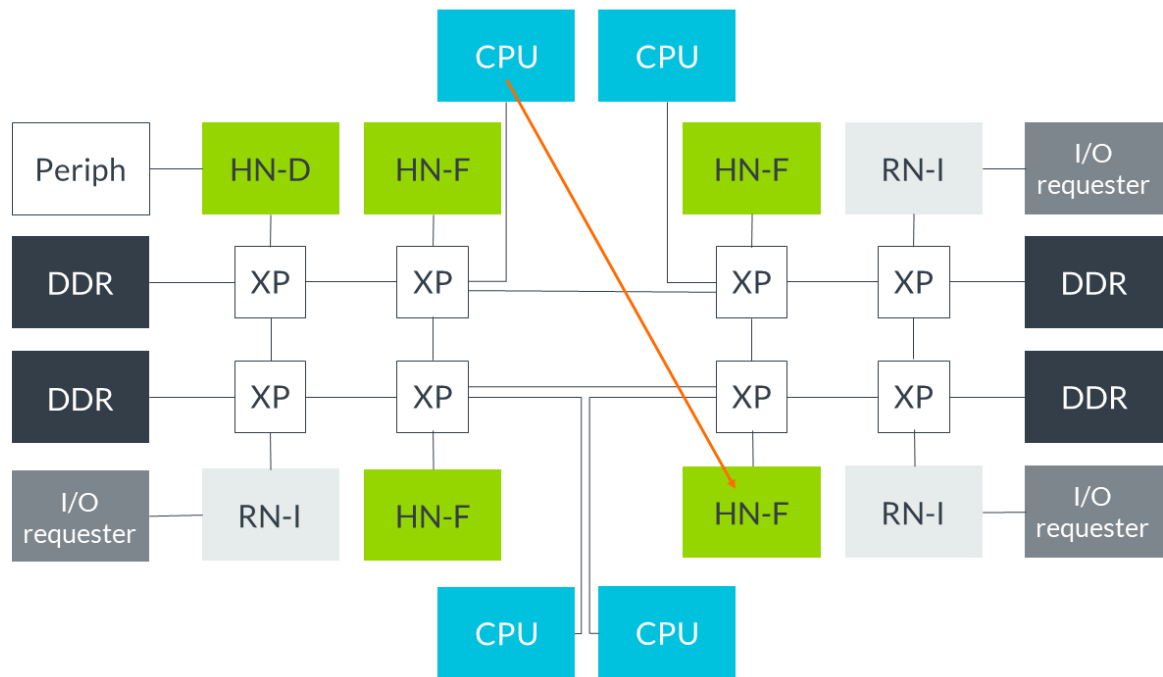 CPU
CPU
Periph
HN-D
HN-F
HN-F
RN-I
I/O
requester
DDR
XP
XP
XP
XP
DDR
DDR
XP
XP
XP
XP
DDR
I/O
requester
RN-I
HN-F
HN-F
RN-I
I/O
requester
CPU
CPU